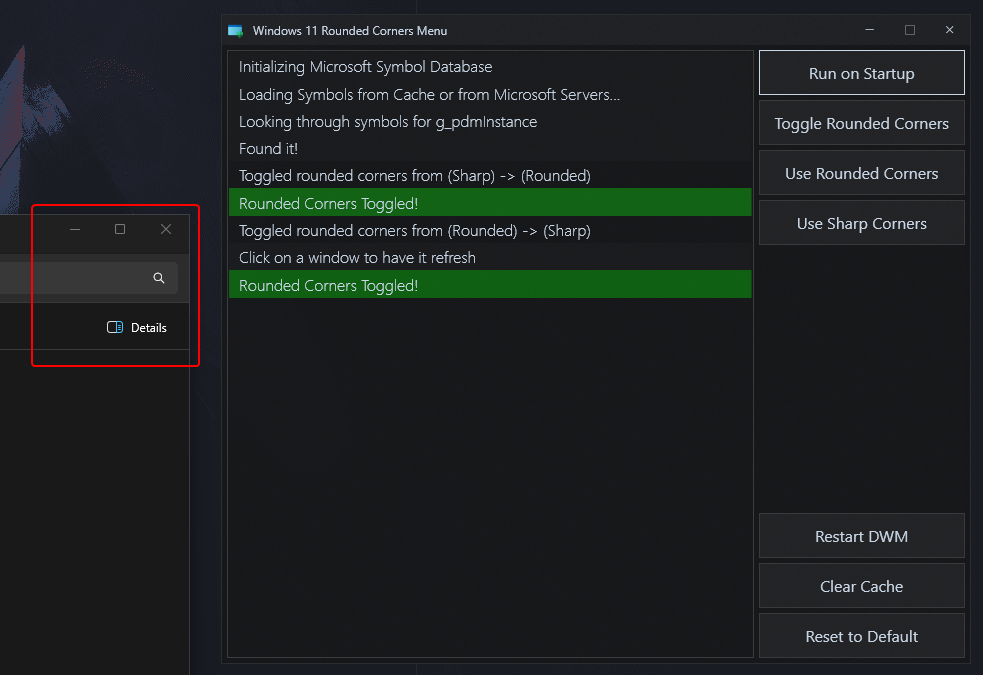 Windows 11 Rounded Corners Menu
Initializing Microsoft Symbol Database
Loading Symbols from Cache or from Microsoft Servers...
Looking through symbols for g_pdmInstance
Found it!
Toggled rounded corners from (Sharp) -> (Rounded)
Rounded Corners Toggled!
Toggled rounded corners from (Rounded) -> (Sharp)
Click on a window to have it refresh
Rounded Corners Toggled!
Run on Startup
Toggle Rounded Corners
Use Rounded Corners
Use Sharp Corners
Restart DWM
Clear Cache
Reset to Default
Details